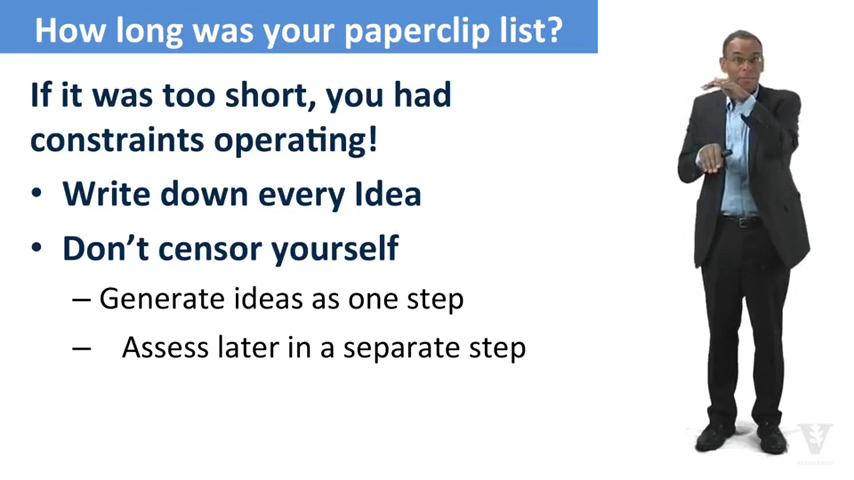 How long was your paperclip list?
If it was too short, you had
constraints operating!
• Write down every Idea
• Don't censor yourself
– Generate ideas as one step
– Assess later in a separate step